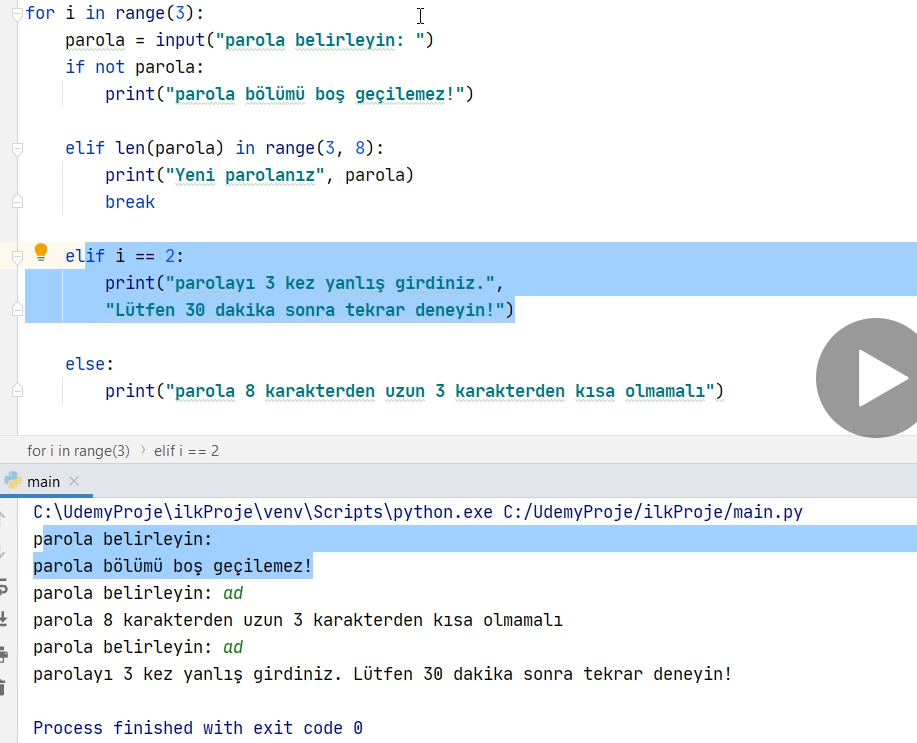 for i in range(3):
    parola = input("parola belirleyin: ")
    if not parola:
        print("parola bölümü boş geçilemez!")
    elif len(parola) in range(3, 8):
        print("Yeni parolanız", parola)
        break
    elif i == 2:
        print("parolayı 3 kez yanlış girdiniz.",
        "Lütfen 30 dakika sonra tekrar deneyin!")
    else:
        print("parola 8 karakterden uzun 3 karakterden kısa olmamalı")
for i in range(3) › elif i == 2
main ×
C:\UdemyProje\ilkProje\venv\Scripts\python.exe C:/UdemyProje/ilkProje/main.py
parola belirleyin:
parola bölümü boş geçilemez!
parola belirleyin: ad
parola 8 karakterden uzun 3 karakterden kısa olmamalı
parola belirleyin: ad
parolayı 3 kez yanlış girdiniz. Lütfen 30 dakika sonra tekrar deneyin!
Process finished with exit code 0